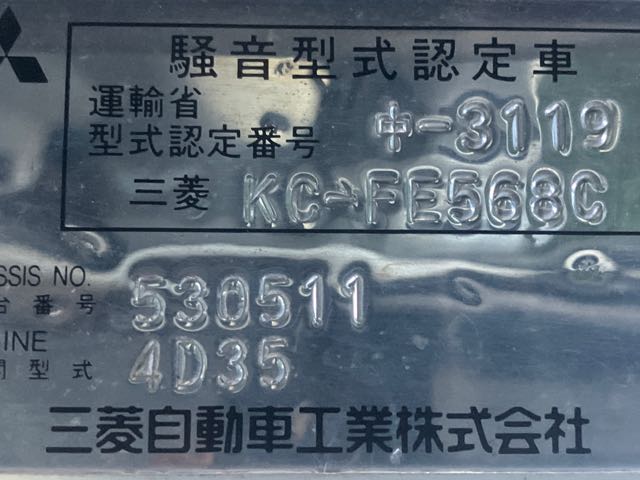 騒音型式認定車
運輸省
型式認定番号 中-3119
三菱 KC-FE568C
SSIS NO.
台番号 530511
INE
関型式 4D35
三菱自動車工業株式会社